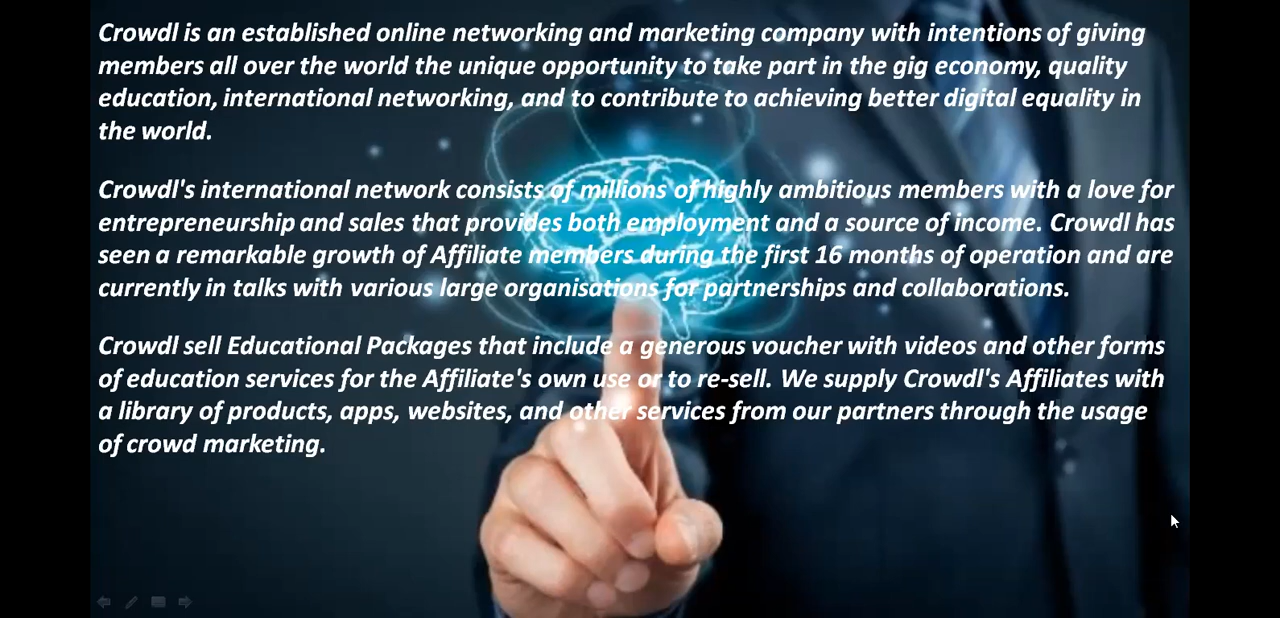 Crowdl is an established online networking and marketing company with intentions of giving
members all over the world the unique opportunity to take part in the gig economy, quality
education, international networking, and to contribute to achieving better digital equality in
the world.
Crowdl's international network consists of millions of highly ambitious members with a love for
entrepreneurship and sales that provides both employment and a source of income. Crowdl has
seen a remarkable growth of Affiliate members during the first 16 months of operation and are
currently in talks with various large organisations for partnerships and collaborations.
Crowdl sell Educational Packages that include a generous voucher with videos and other forms
of education services for the Affiliate's own use or to re-sell. We supply Crowdl's Affiliates with
a library of products, apps, websites, and other services from our partners through the usage
of crowd marketing.